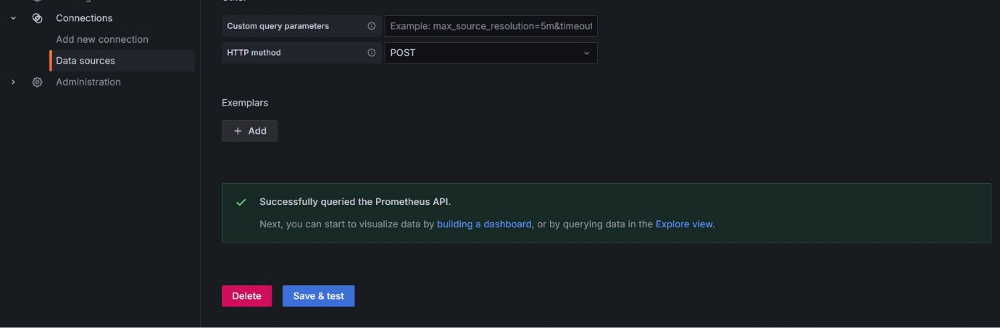 Connections
Add new connection
Data sources
Administration
Custom query parameters
Example: max_source_resolution=5m&timeout
HTTP method
POST
Exemplars
+ Add
Successfully queried the Prometheus API.
Next, you can start to visualize data by building a dashboard, or by querying data in the Explore view.
Delete
Save & test